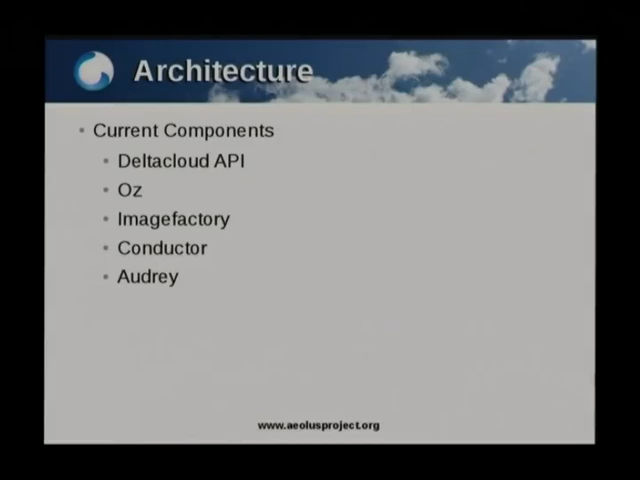 Architecture
• Current Components
• Deltacloud API
• Oz
• Imagefactory
• Conductor
• Audrey
www.aeolusproject.org